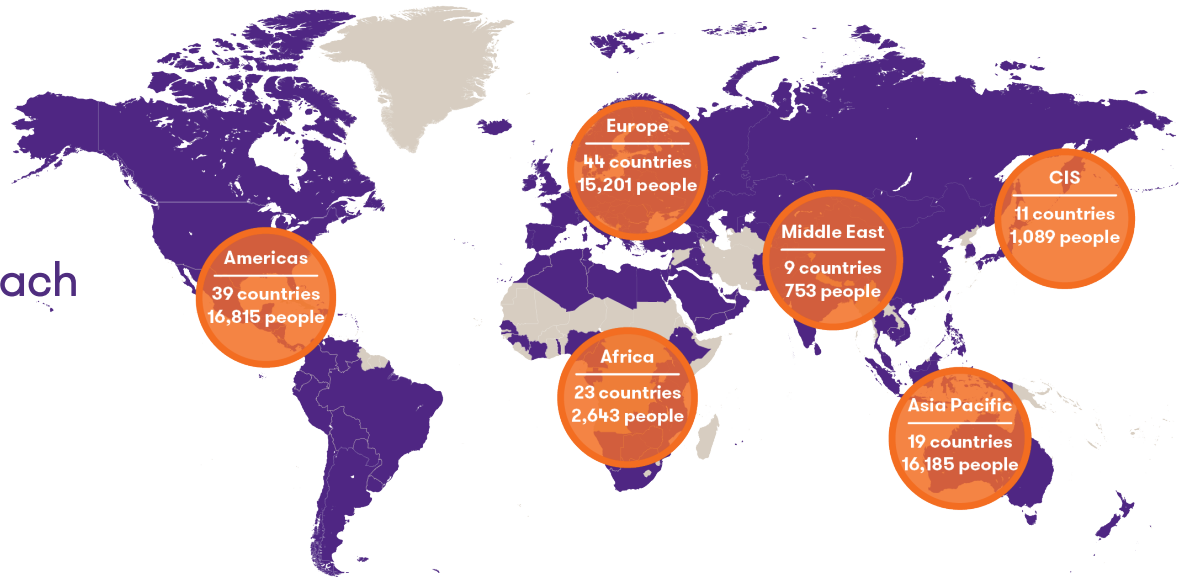 ach
Americas
39 countries
16,815 people
Europe
44 countries
15,201 people
Africa
23 countries
2,643 people
Middle East
9 countries
753 people
CIS
11 countries
1,089 people
Asia Pacific
19 countries
16,185 people